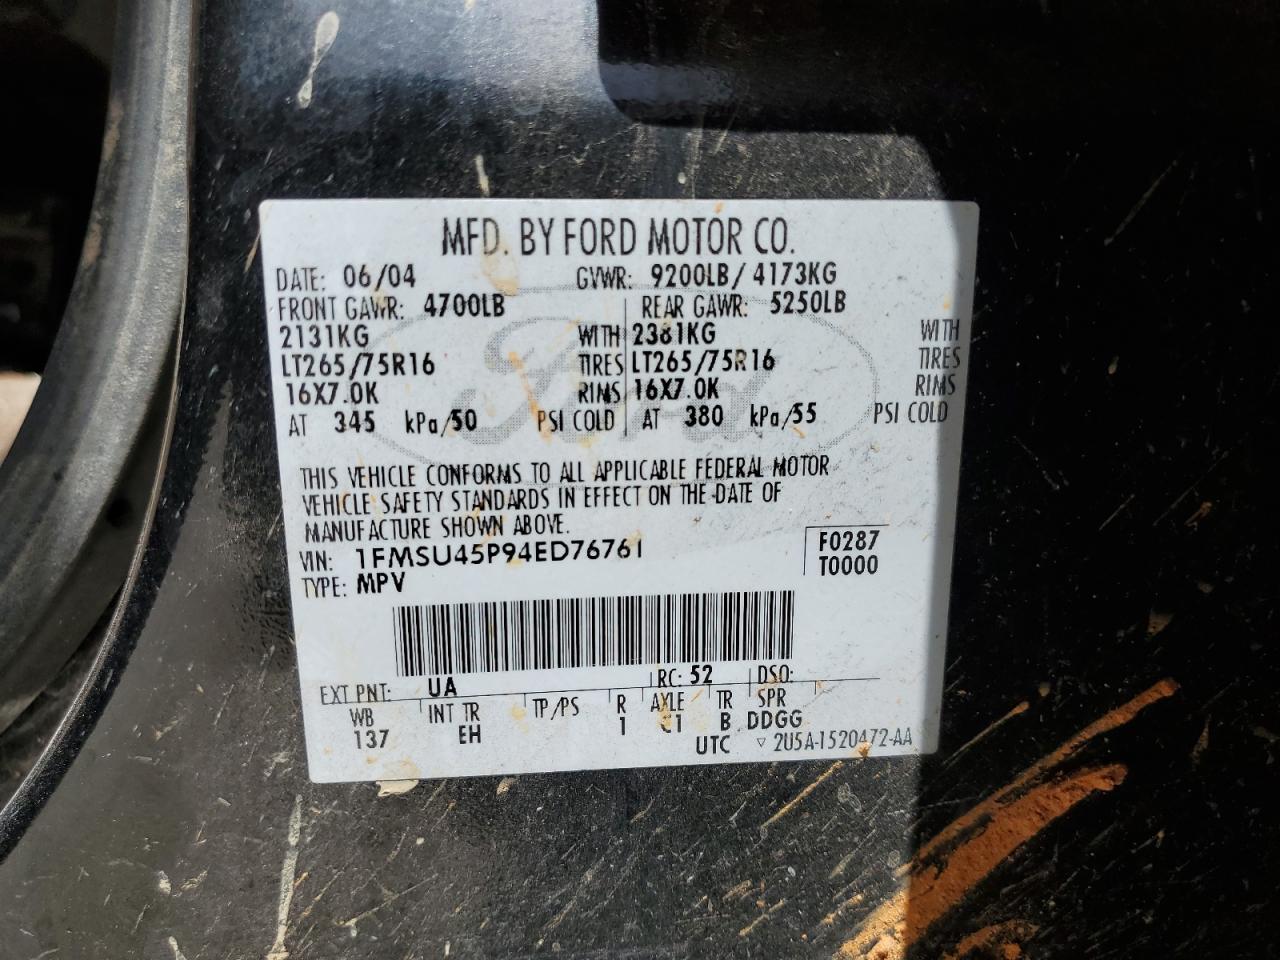 MFD. BY FORD MOTOR CO.
DATE: 06/04 GVWR: 9200LB/4173KG
FRONT GAWR: 4700LB REAR GAWR: 5250LB
2131KG WITH 2381KG WITH
LT265/75R16 TIRES LT265/75R16 TIRES
16X7.0K RIMS 16X7.0K RIMS
AT 345 kPa/50 PSI COLD AT 380 kPa/55 PSI COLD
Ford
THIS VEHICLE CONFORMS TO ALL APPLICABLE FEDERAL MOTOR
VEHICLE SAFETY STANDARDS IN EFFECT ON THE DATE OF
MANUFACTURE SHOWN ABOVE.
VIN: 1FMSU45P94ED76761 F0287
TYPE: MPV T0000
EXT PNT: UA RC: 52 DSO:
WB INT TR TP/PS R AXLE TR SPR
137 EH 1 C1 B DDGG
UTC ▽ 2U5A-1520472-AA